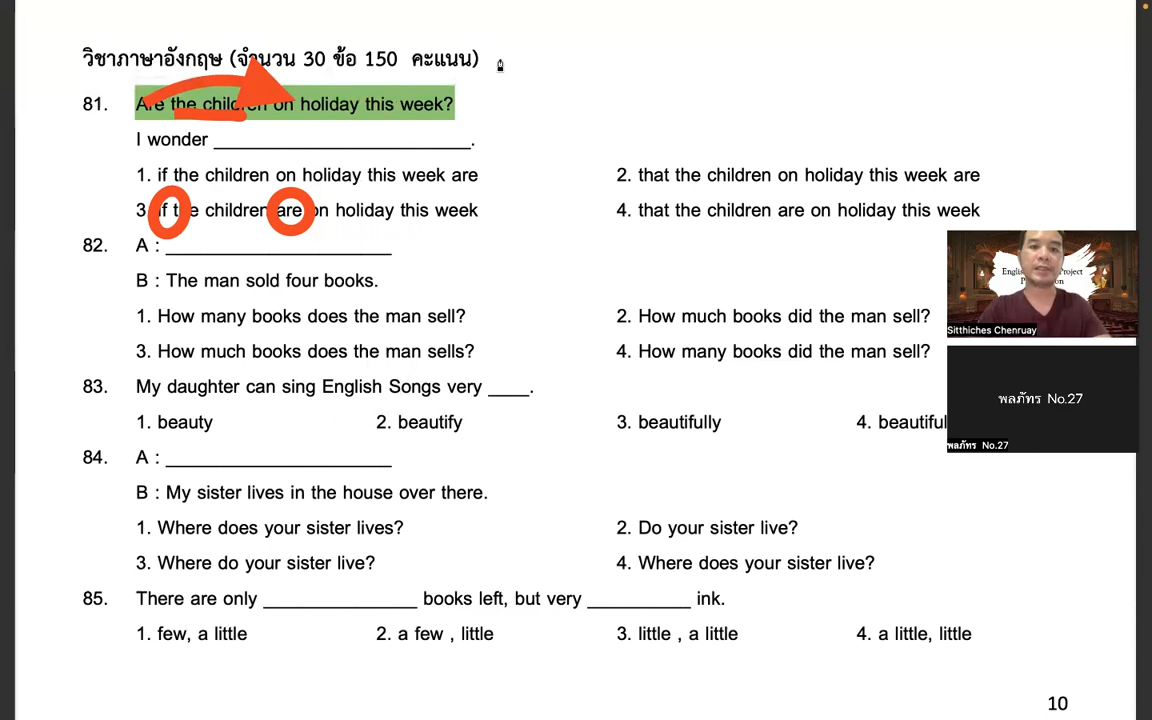 วิชาภาษาอังกฤษ (จำนวน 30 ข้อ 150 คะแนน)
81. Are the children on holiday this week?
I wonder ______________________.
1. if the children on holiday this week are 2. that the children on holiday this week are
3. if the children are on holiday this week 4. that the children are on holiday this week
82. A : ____________________
B : The man sold four books.
1. How many books does the man sell? 2. How much books did the man sell?
3. How much books does the man sells? 4. How many books did the man sell?
83. My daughter can sing English Songs very ____.
1. beauty 2. beautify 3. beautifully 4. beautiful
84. A : ____________________
B : My sister lives in the house over there.
1. Where does your sister lives? 2. Do your sister live?
3. Where do your sister live? 4. Where does your sister live?
85. There are only ______________ books left, but very __________ ink.
1. few, a little 2. a few , little 3. little , a little 4. a little, little
10
Sitthiches Chenruay
พลภัทร No.27
พลภัทร No.27